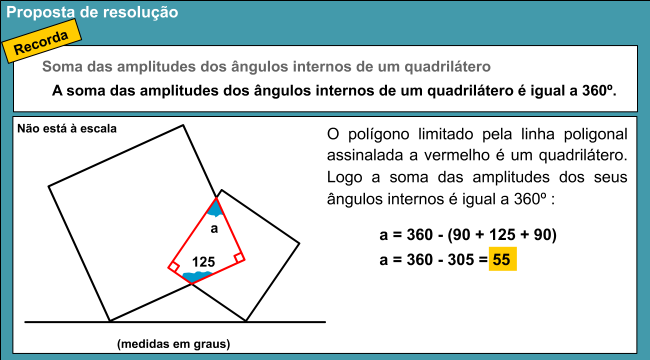 Proposta de resolução
Recorda
Soma das amplitudes dos ângulos internos de um quadrilátero
A soma das amplitudes dos ângulos internos de um quadrilátero é igual a 360º.
Não está à escala
a
125
(medidas em graus)
O polígono limitado pela linha poligonal
assinalada a vermelho é um quadrilátero.
Logo a soma das amplitudes dos seus
ângulos internos é igual a 360º :
a = 360 - (90 + 125 + 90)
a = 360 - 305 = 55